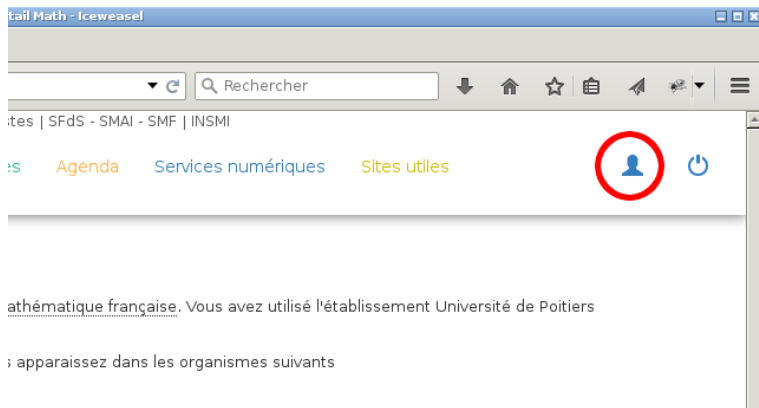 tail Math - Iceweasel
Rechercher
stes | SFdS - SMAI - SMF | INSMI
es Agenda Services numériques Sites utiles
athématique française. Vous avez utilisé l'établissement Université de Poitiers
s apparaissez dans les organismes suivants